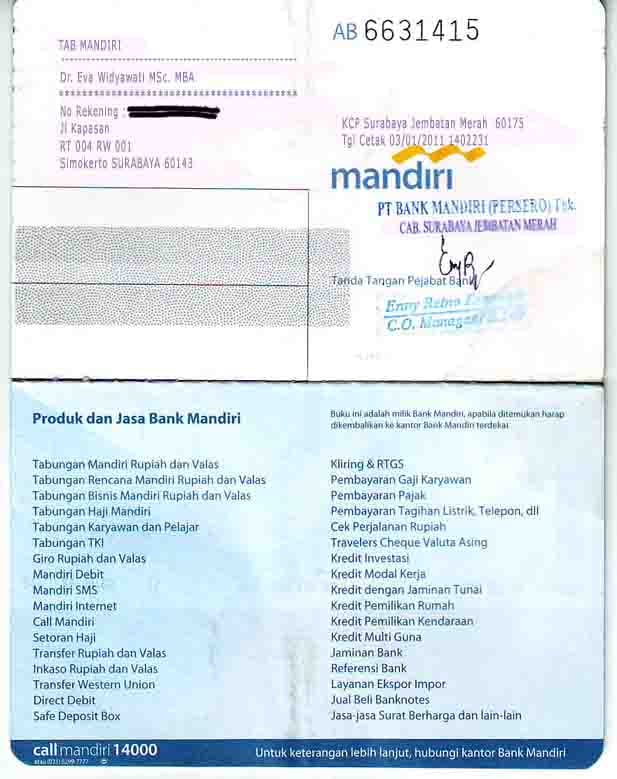 TAB MANDIRI
Dr. Eva Widyawati MSc. MBA
No Rekening :
Jl Kapasan
RT 004 RW 001
Simokerto SURABAYA 60143
AB 6631415
KCP Surabaya Jembatan Merah 60175
Tgl Cetak 03/01/2011 1402231
mandiri
PT BANK MANDIRI (PERSERO) Tbk.
CAB. SURABAYA JEMBATAN MERAH
Tanda Tangan Pejabat Bank
Enny Retno
C.O. Manager
Produk dan Jasa Bank Mandiri
Tabungan Mandiri Rupiah dan Valas
Tabungan Rencana Mandiri Rupiah dan Valas
Tabungan Bisnis Mandiri Rupiah dan Valas
Tabungan Haji Mandiri
Tabungan Karyawan dan Pelajar
Tabungan TKI
Giro Rupiah dan Valas
Mandiri Debit
Mandiri SMS
Mandiri Internet
Call Mandiri
Setoran Haji
Transfer Rupiah dan Valas
Inkaso Rupiah dan Valas
Transfer Western Union
Direct Debit
Safe Deposit Box
Buku ini adalah milik Bank Mandiri, apabila ditemukan harap
dikembalikan ke kantor Bank Mandiri terdekat
Kliring & RTGS
Pembayaran Gaji Karyawan
Pembayaran Pajak
Pembayaran Tagihan Listrik, Telepon, dll
Cek Perjalanan Rupiah
Travelers Cheque Valuta Asing
Kredit Investasi
Kredit Modal Kerja
Kredit dengan Jaminan Tunai
Kredit Pemilikan Rumah
Kredit Pemilikan Kendaraan
Kredit Multi Guna
Jaminan Bank
Referensi Bank
Layanan Ekspor Impor
Jual Beli Banknotes
Jasa-jasa Surat Berharga dan lain-lain
call mandiri 14000
atau (021) 5299 7777
Untuk keterangan lebih lanjut, hubungi kantor Bank Mandiri